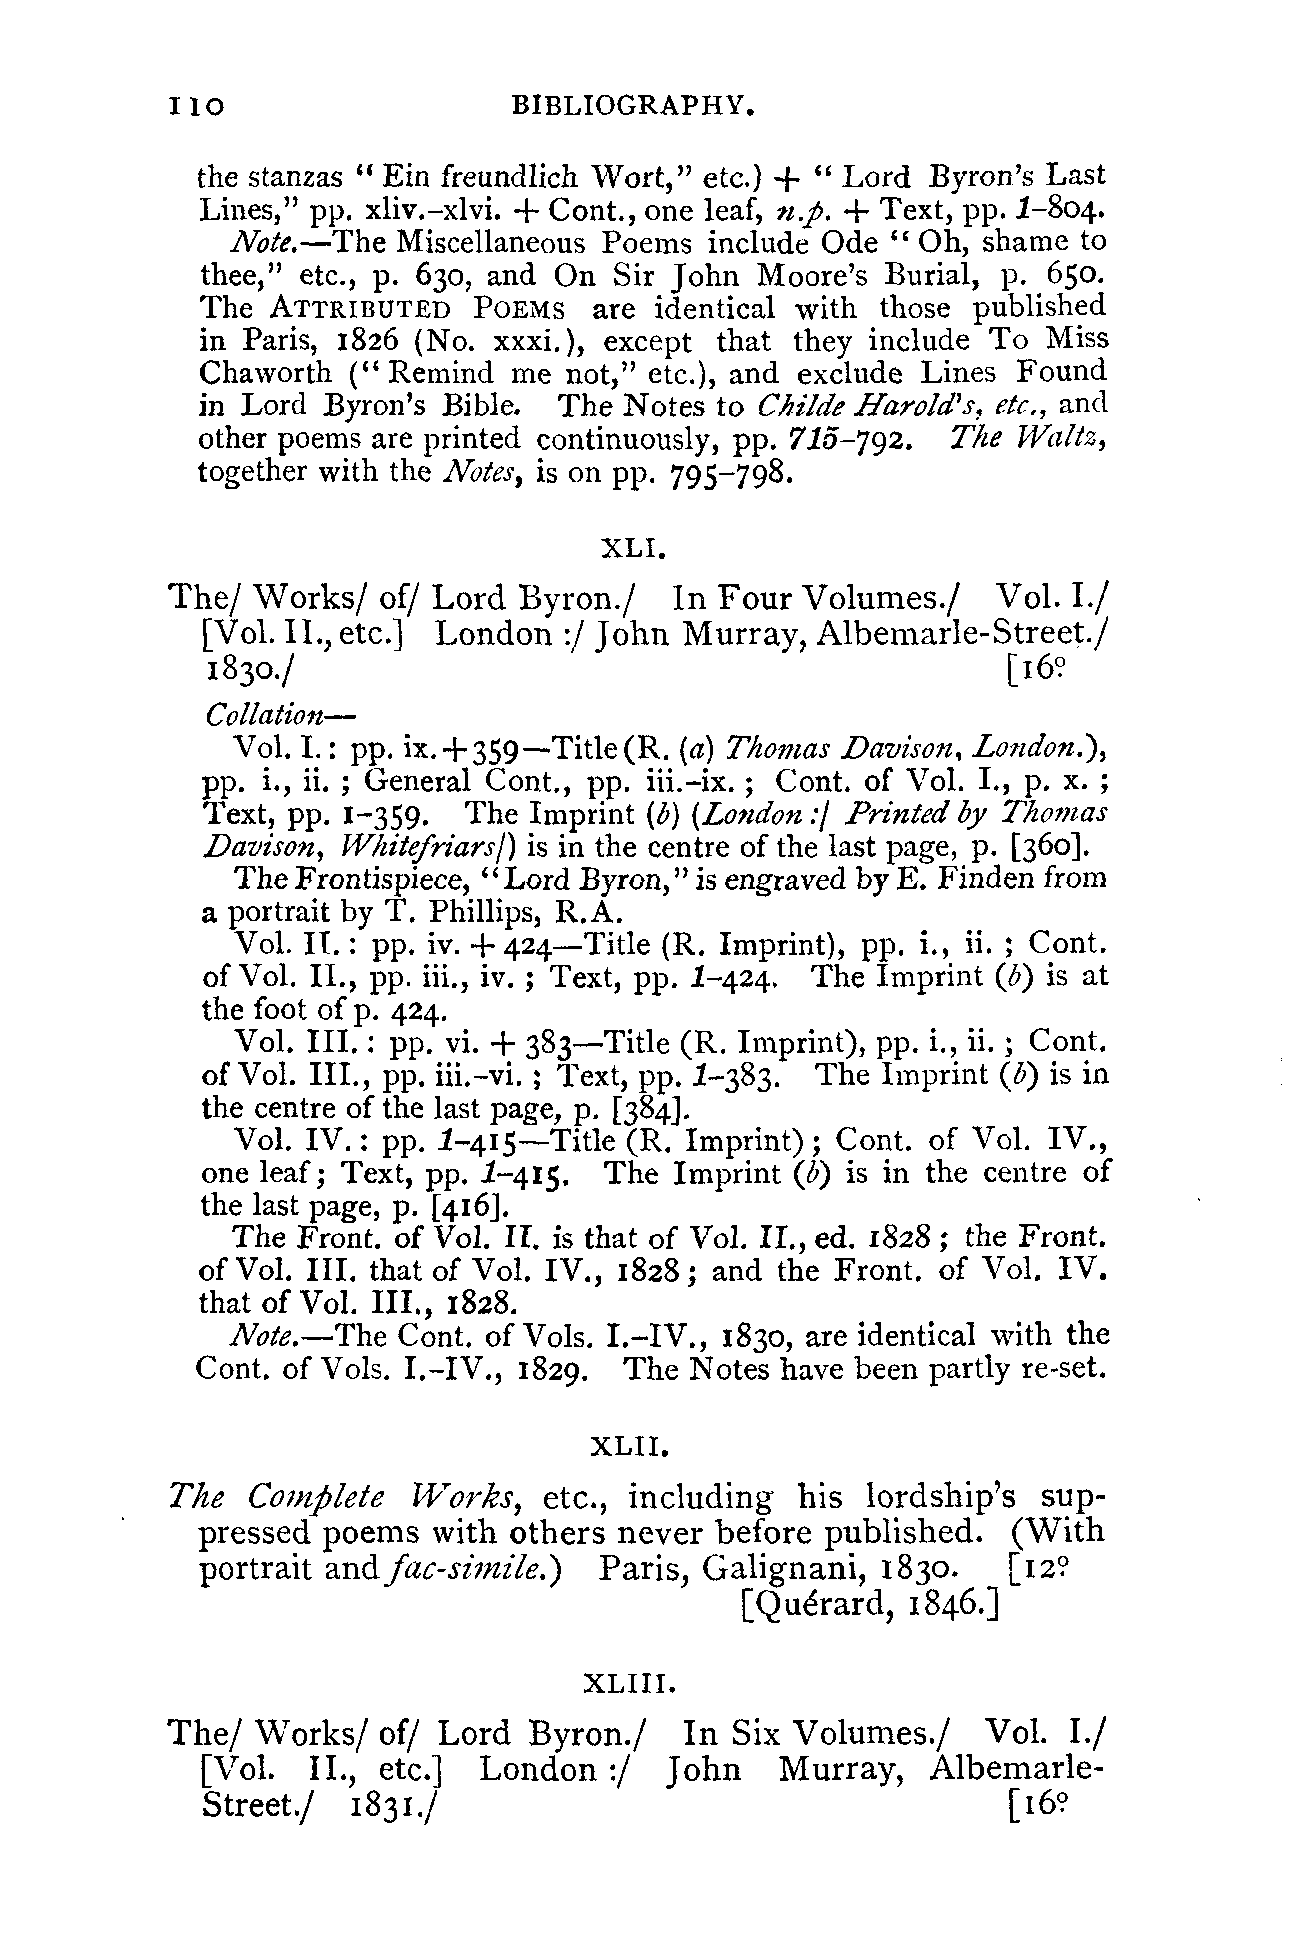 110 BIBLIOGRAPHY.
the stanzas “ Ein freundlich Wort,” etc.) + “ Lord Byron's Last
Lines,” pp. xliv.–xlvi. + Cont., one leaf, n.p. + Text, pp. 1–804.
Note.—The Miscellaneous Poems include Ode “ Oh, shame to
thee,” etc., p. 630, and On Sir John Moore's Burial, p. 650.
The ATTRIBUTED POEMS are identical with those published
in Paris, 1826 (No. xxxi.), except that they include To Miss
Chaworth (“ Remind me not,” etc.), and exclude Lines Found
in Lord Byron's Bible. The Notes to Childe Harold's, etc., and
other poems are printed continuously, pp. 715–792. The Waltz,
together with the Notes, is on pp. 795–798.
XLI.
The/ Works/ of/ Lord Byron./ In Four Volumes./ Vol. I./
[Vol. II., etc.] London :/ John Murray, Albemarle-Street./
1830./ [16º
Collation—
Vol. I. : pp. ix. + 359—Title (R. (a) Thomas Davison, London.),
pp. i., ii. ; General Cont., pp. iii.–ix. ; Cont. of Vol. I., p. x. ;
Text, pp. 1–359. The Imprint (b) (London :/ Printed by Thomas
Davison, Whitefriars/) is in the centre of the last page, p. [360].
The Frontispiece, “Lord Byron,” is engraved by E. Finden from
a portrait by T. Phillips, R.A.
Vol. II. : pp. iv. + 424—Title (R. Imprint), pp. i., ii. ; Cont.
of Vol. II., pp. iii., iv. ; Text, pp. 1–424. The Imprint (b) is at
the foot of p. 424.
Vol. III. : pp. vi. + 383—Title (R. Imprint), pp. i., ii. ; Cont.
of Vol. III., pp. iii.–vi. ; Text, pp. 1–383. The Imprint (b) is in
the centre of the last page, p. [384].
Vol. IV. : pp. 1–415—Title (R. Imprint) ; Cont. of Vol. IV.,
one leaf ; Text, pp. 1–415. The Imprint (b) is in the centre of
the last page, p. [416].
The Front. of Vol. II. is that of Vol. II., ed. 1828 ; the Front.
of Vol. III. that of Vol. IV., 1828 ; and the Front. of Vol. IV.
that of Vol. III., 1828.
Note.—The Cont. of Vols. I.–IV., 1830, are identical with the
Cont. of Vols. I.–IV., 1829. The Notes have been partly re-set.
XLII.
The Complete Works, etc., including his lordship's sup-
pressed poems with others never before published. (With
portrait and fac-simile.) Paris, Galignani, 1830. [12º
[Quérard, 1846.]
XLIII.
The/ Works/ of/ Lord Byron./ In Six Volumes./ Vol. I./
[Vol. II., etc.] London :/ John Murray, Albemarle-
Street./ 1831./ [16º